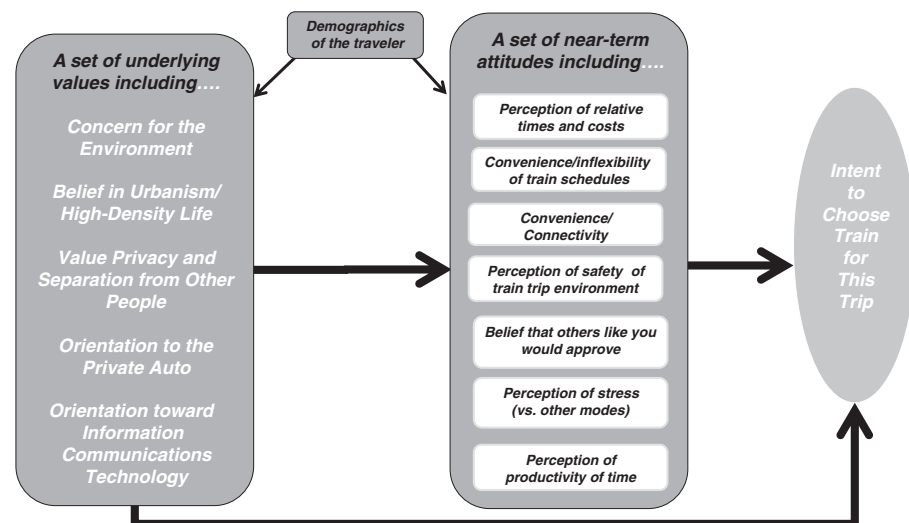 Demographics
of the traveler
A set of underlying
values including....
Concern for the
Environment
Belief in Urbanism/
High-Density Life
Value Privacy and
Separation from Other
People
Orientation to the
Private Auto
Orientation toward
Information
Communications
Technology
A set of near-term
attitudes including....
Perception of relative
times and costs
Convenience/inflexibility
of train schedules
Convenience/
Connectivity
Perception of safety of
train trip environment
Belief that others like you
would approve
Perception of stress
(vs. other modes)
Perception of
productivity of time
Intent
to
Choose
Train
for
This
Trip